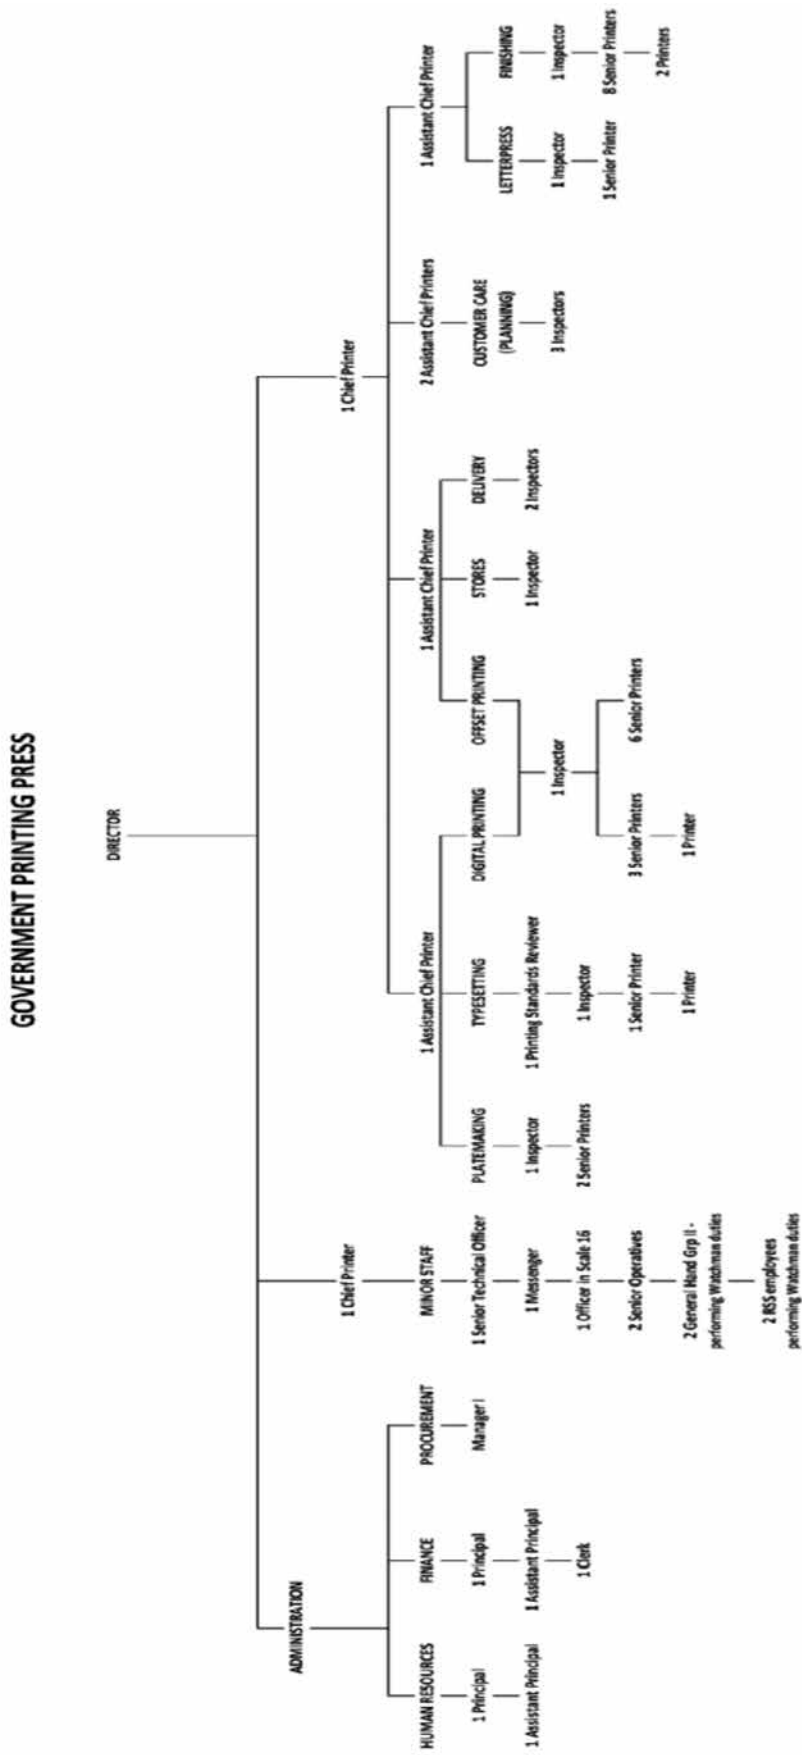 GOVERNMENT PRINTING PRESS
DIRECTOR
ADMINISTRATION
HUMAN RESOURCES
1 Principal
1 Assistant Principal
FINANCE
1 Principal
1 Assistant Principal
1 Clerk
PROCUREMENT
Manager I
1 Chief Printer
MINOR STAFF
1 Senior Technical Officer
1 Messenger
1 Officer in Scale 16
2 Senior Operatives
2 General Hand Grp II -
performing Watchman duties
2 RSS employees
performing Watchman duties
1 Chief Printer
1 Assistant Chief Printer
PLATEMAKING
1 Inspector
2 Senior Printers
TYPESETTING
1 Printing Standards Reviewer
1 Inspector
1 Senior Printer
1 Printer
DIGITAL PRINTING
1 Assistant Chief Printer
OFFSET PRINTING
1 Inspector
3 Senior Printers
1 Printer
6 Senior Printers
STORES
1 Inspector
DELIVERY
2 Inspectors
2 Assistant Chief Printers
CUSTOMER CARE
(PLANNING)
3 Inspectors
1 Assistant Chief Printer
LETTERPRESS
1 Inspector
1 Senior Printer
FINISHING
1 Inspector
8 Senior Printers
2 Printers